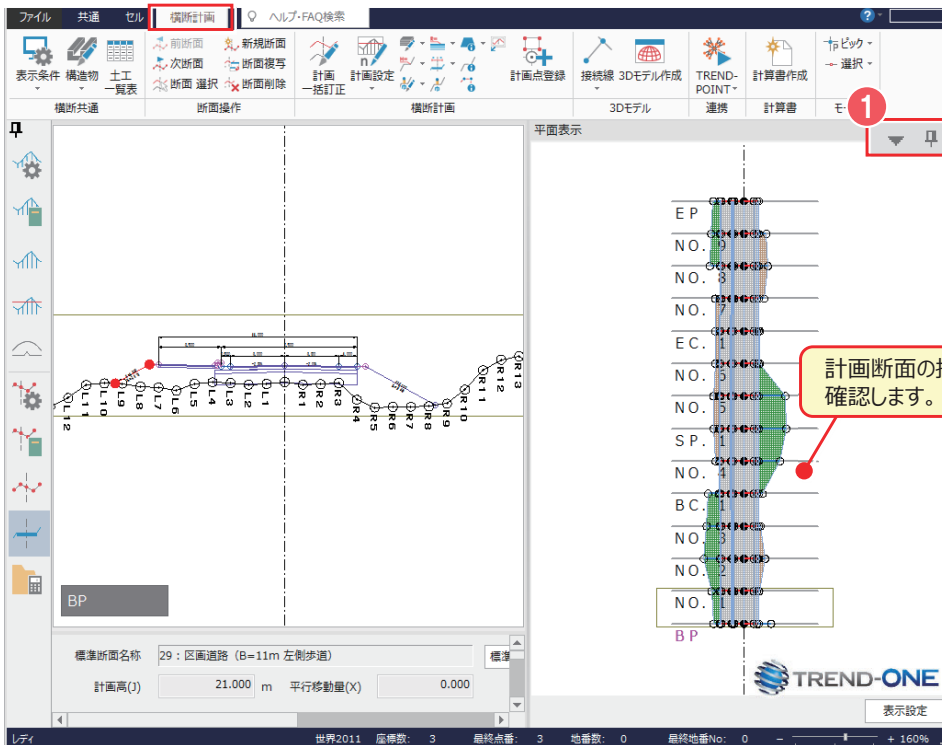 ファイル 共通 セル 横断計画 ヘルプ・FAQ検索
表示条件 構造物 土工一覧表
前断面 新規断面
次断面 断面複写
断面 選択 断面削除
計画一括訂正 計画設定 計画点登録
接続線 3Dモデル作成
TREND-POINT 計算書作成
ピック
選択
横断共通 断面操作 横断計画 3Dモデル 連携 計算書 モ
1
平面表示
EP
NO. 9
NO. 8
NO. 7
EC. 1
NO. 6
NO. 5
SP. 1
NO. 4
BC. 1
NO. 3
NO. 2
NO. 1
BP
計画断面の
確認します。
L12 L11 L10 L9 L8 L7 L6 L5 L4 L3 L2 L1 R1 R2 R3 R4 R5 R6 R7 R8 R9 R10 R11 R12 R13
BP
標準断面名称 29：区画道路（B=11m 左側歩道） 標準
計画高(J) 21.000 m 平行移動量(X) 0.000
TREND-ONE
表示設定
レディ 世界2011 座標数: 3 最終点番: 3 地番数: 0 最終地番No: 0 − + 160%